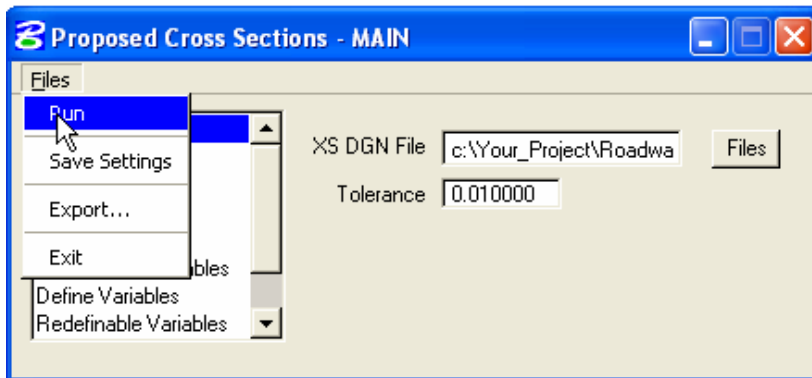 Proposed Cross Sections - MAIN
Files
Run
Save Settings
Export...
Exit
bles
Define Variables
Redefinable Variables
XS DGN File c:\Your_Project\Roadwa Files
Tolerance 0.010000